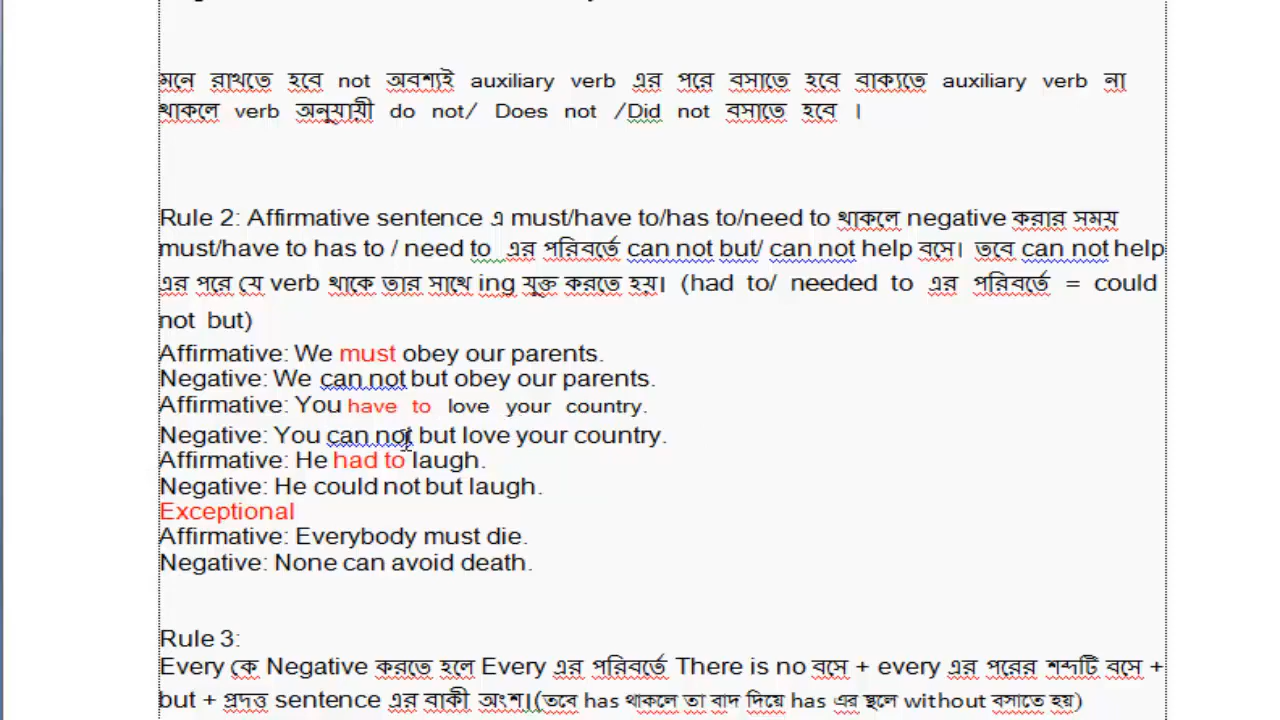 মনে রাখতে হবে not অবশ্যই auxiliary verb এর পরে বসাতে হবে বাক্যতে auxiliary verb না
থাকলে verb অনুযায়ী do not/ Does not /Did not বসাতে হবে ।
Rule 2: Affirmative sentence এ must/have to/has to/need to থাকলে negative করার সময়
must/have to has to / need to এর পরিবর্তে can not but/ can not help বসে। তবে can not help
এর পরে যে verb থাকে তার সাথে ing যুক্ত করতে হয়। (had to/ needed to এর পরিবর্তে = could
not but)
Affirmative: We must obey our parents.
Negative: We can not but obey our parents.
Affirmative: You have to love your country.
Negative: You can not but love your country.
Affirmative: He had to laugh.
Negative: He could not but laugh.
Exceptional
Affirmative: Everybody must die.
Negative: None can avoid death.
Rule 3:
Every কে Negative করতে হলে Every এর পরিবর্তে There is no বসে + every এর পরের শব্দটি বসে +
but + প্রদত্ত sentence এর বাকী অংশ।(তবে has থাকলে তা বাদ দিয়ে has এর স্থলে without বসাতে হয়)